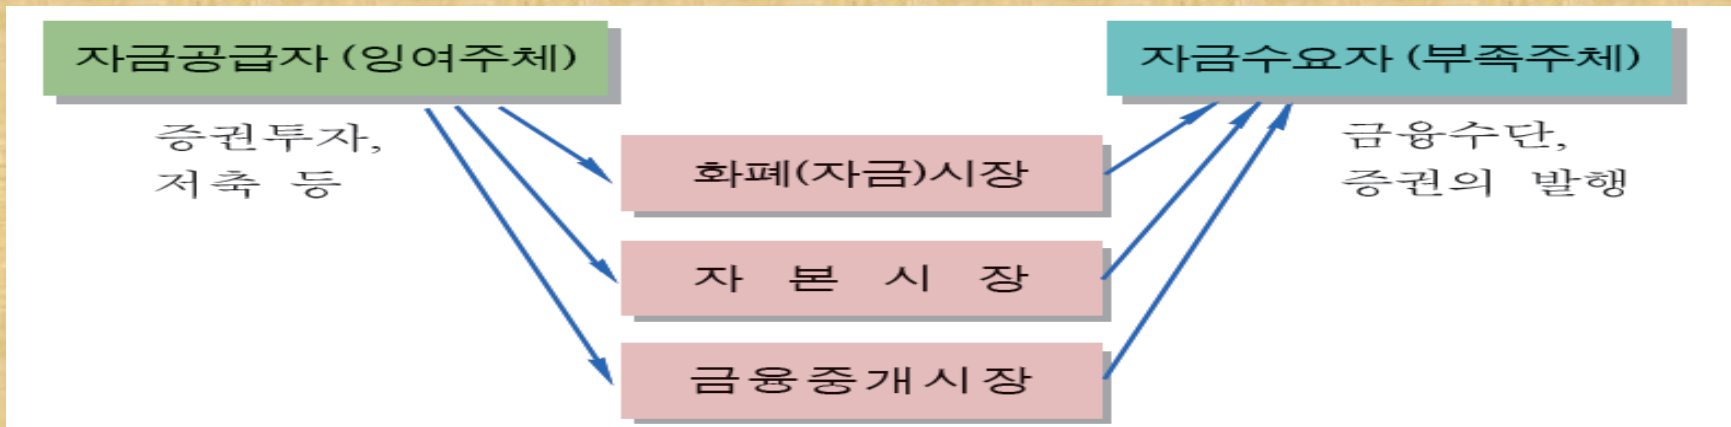 자금공급자 (잉여주체)
자금수요자 (부족주체)
증권투자,
저축 등
금융수단,
증권의 발행
화폐(자금)시장
자 본 시 장
금융중개시장